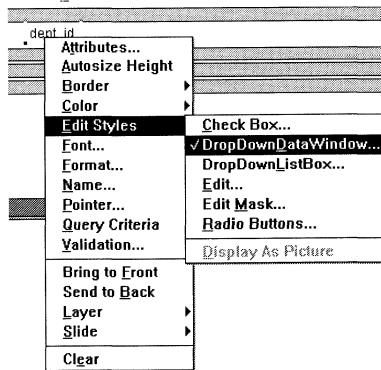 dept_id
Attributes...
Autosize Height
Border
Color
Edit Styles
Font...
Format...
Name...
Pointer...
Query Criteria
Validation...
Bring to Front
Send to Back
Layer
Slide
Clear
Check Box...
✓DropDownDataWindow...
DropDownListBox...
Edit...
Edit Mask...
Radio Buttons...
Display As Picture